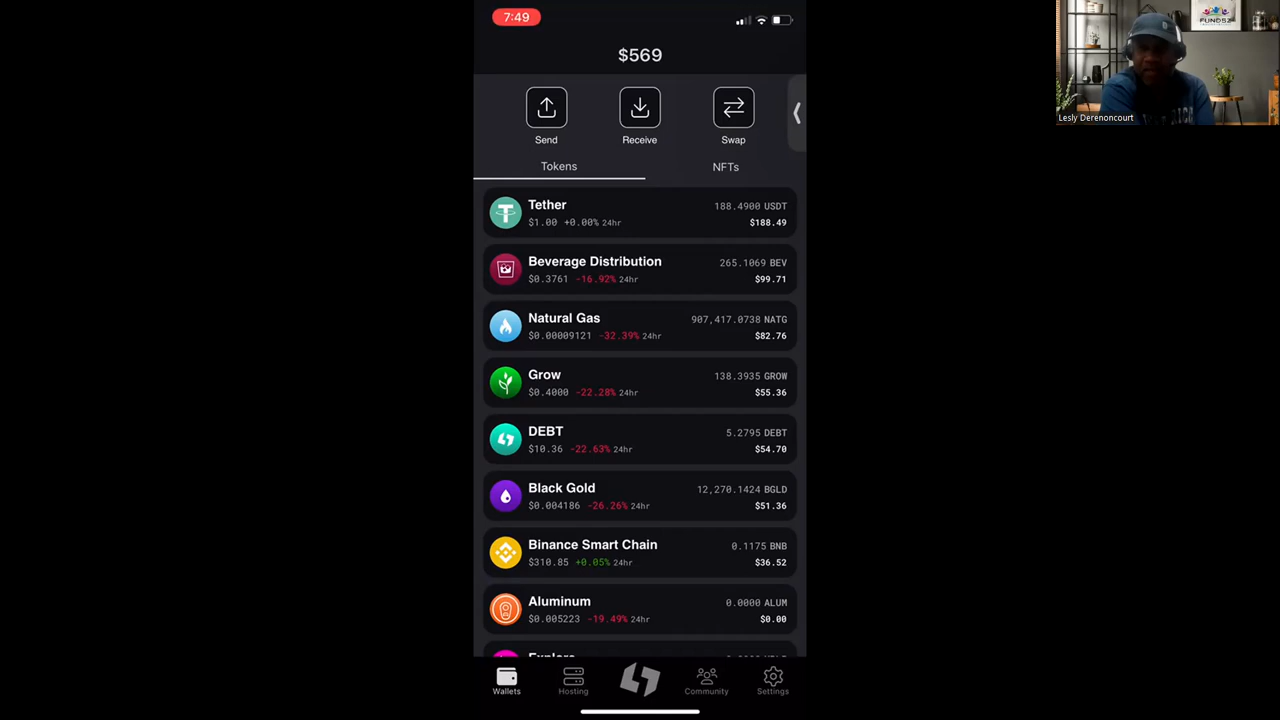 7:49
$569
Send
Receive
Swap
Tokens
NFTs
Tether
188.4900 USDT
$1.00 +0.00% 24hr
$188.49
Beverage Distribution
265.1069 BEV
$0.3761 -16.92% 24hr
$99.71
Natural Gas
907,417.0738 NATG
$0.00009121 -32.39% 24hr
$82.76
Grow
138.3935 GROW
$0.4000 -22.28% 24hr
$55.36
DEBT
5.2795 DEBT
$10.36 -22.63% 24hr
$54.70
Black Gold
12,270.1424 BGLD
$0.004186 -26.26% 24hr
$51.36
Binance Smart Chain
0.1175 BNB
$310.85 +0.05% 24hr
$36.52
Aluminum
0.0000 ALUM
$0.005223 -19.49% 24hr
$0.00
Wallets
Hosting
Community
Settings
FUNDSZ
Lesly Derenoncourt